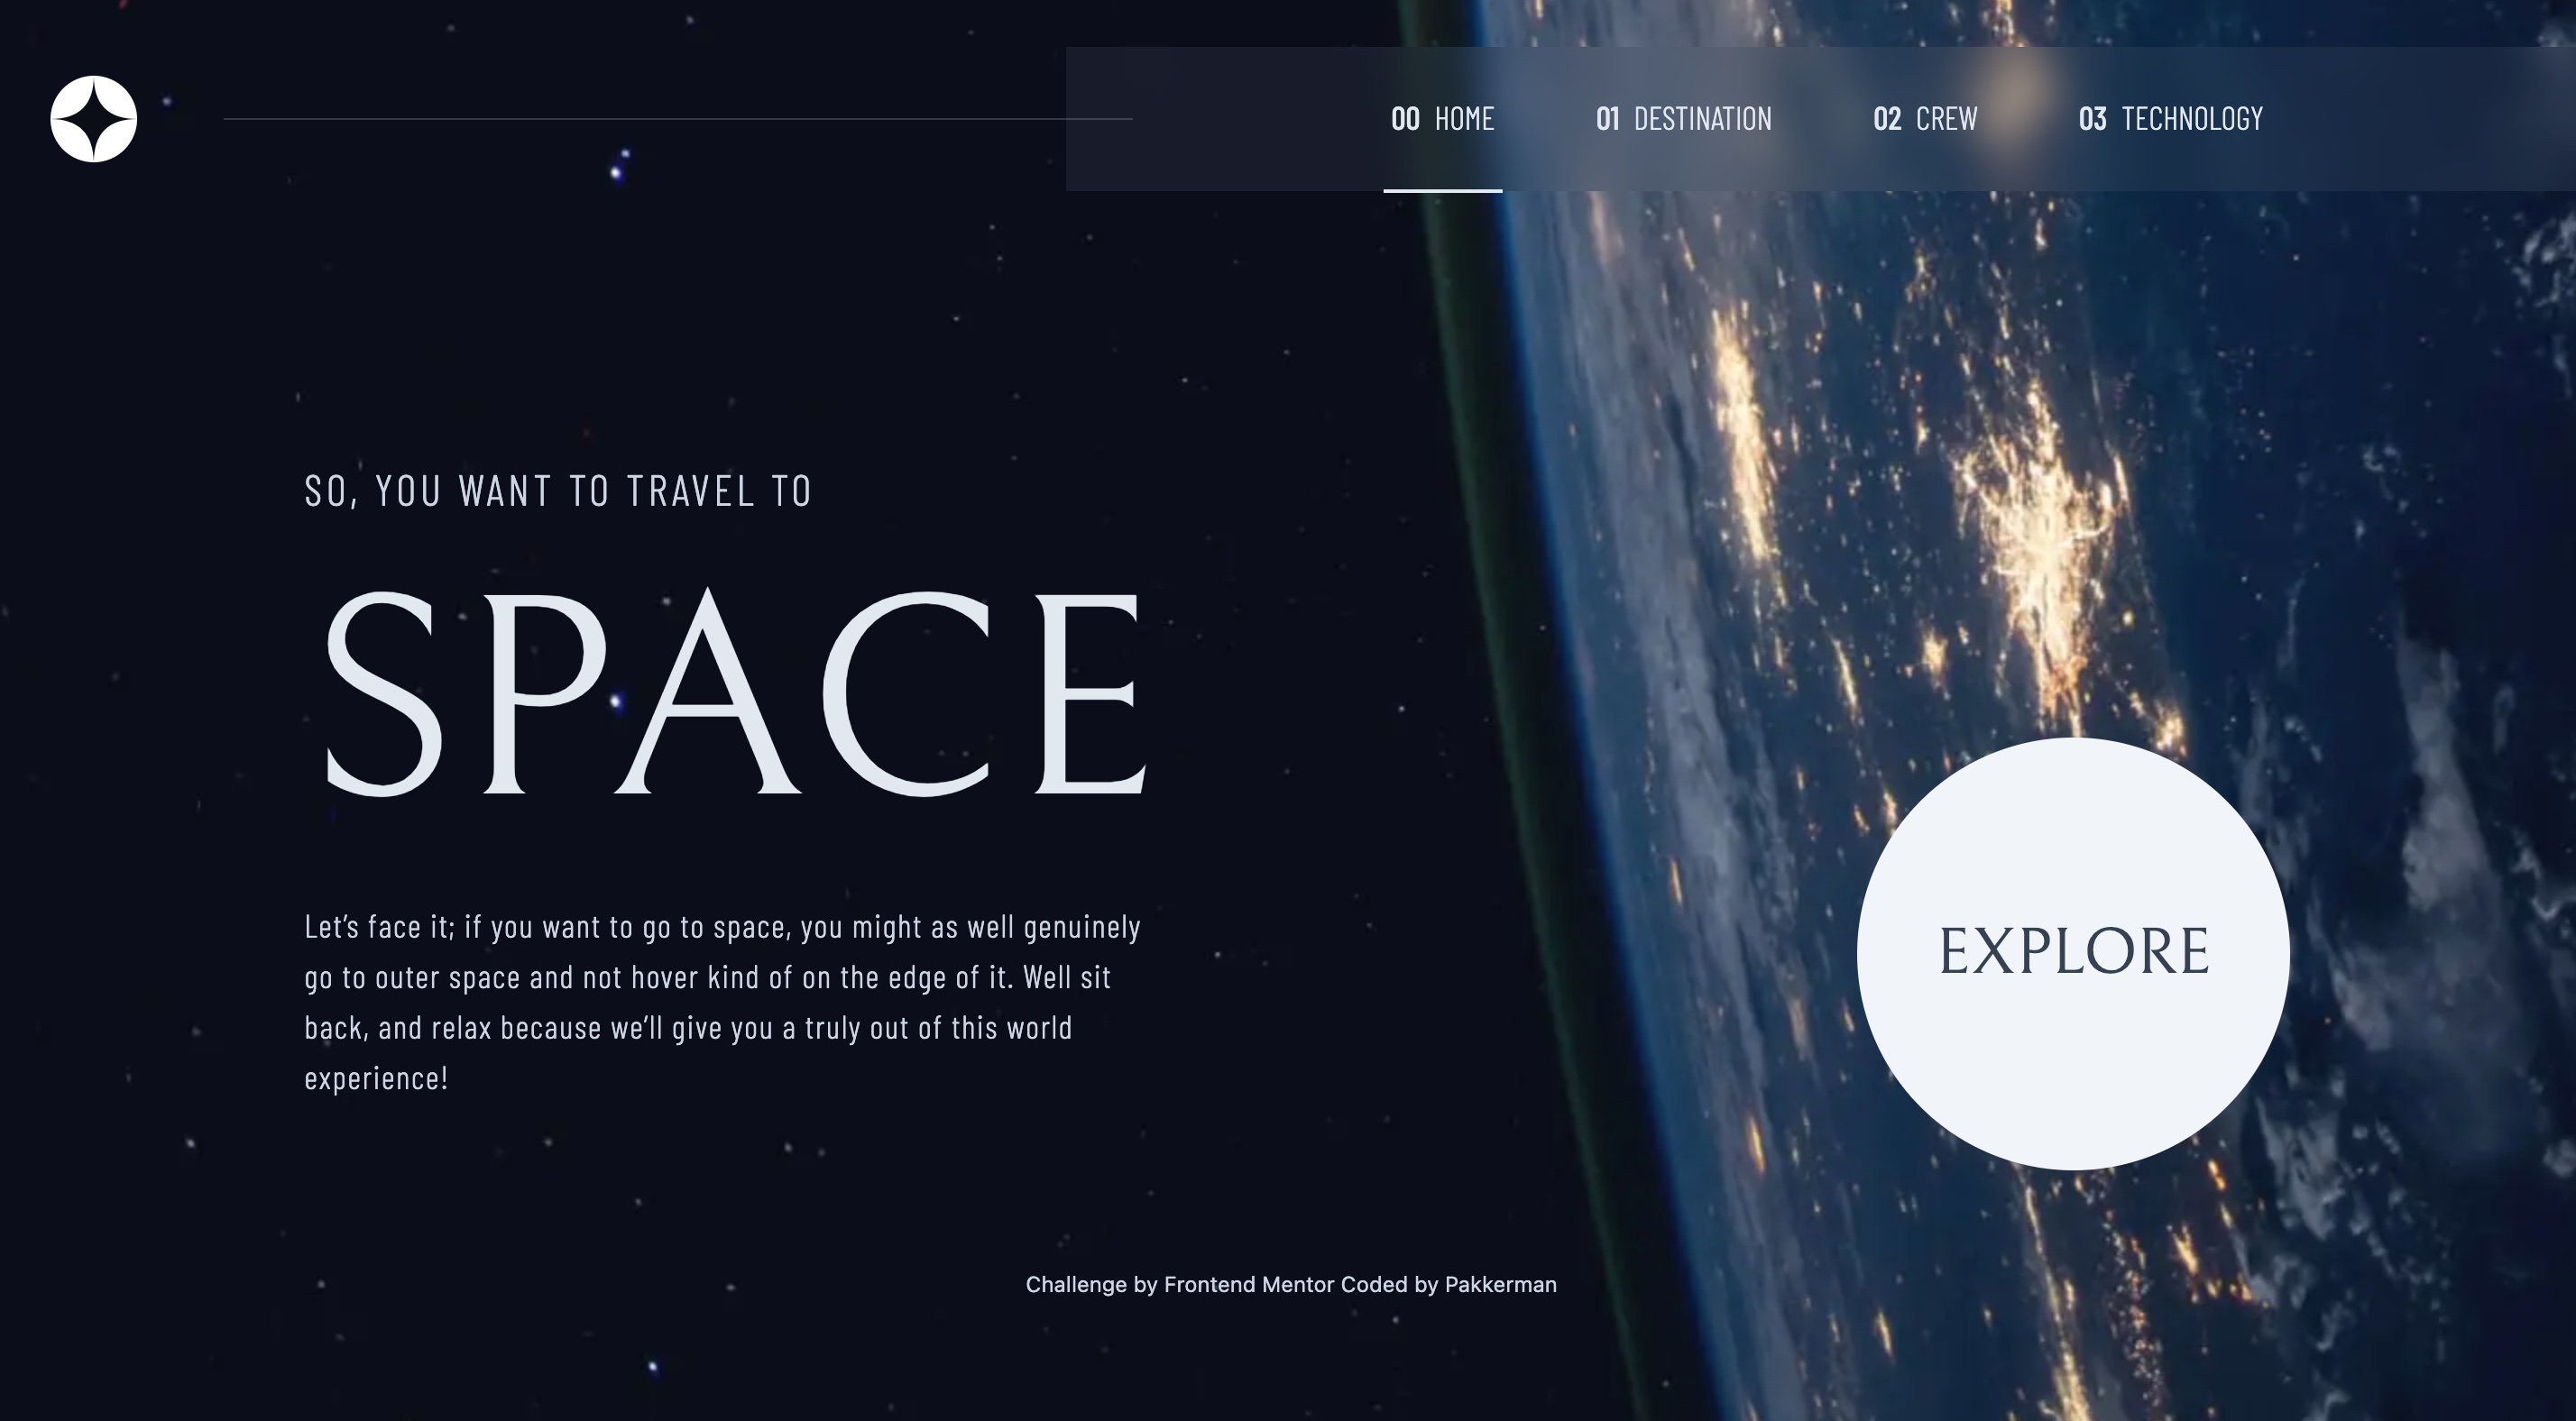 00 HOME 01 DESTINATION 02 CREW 03 TECHNOLOGY
SO, YOU WANT TO TRAVEL TO
SPACE
Let’s face it; if you want to go to space, you might as well genuinely
go to outer space and not hover kind of on the edge of it. Well sit
back, and relax because we’ll give you a truly out of this world
experience!
EXPLORE
Challenge by Frontend Mentor Coded by Pakkerman